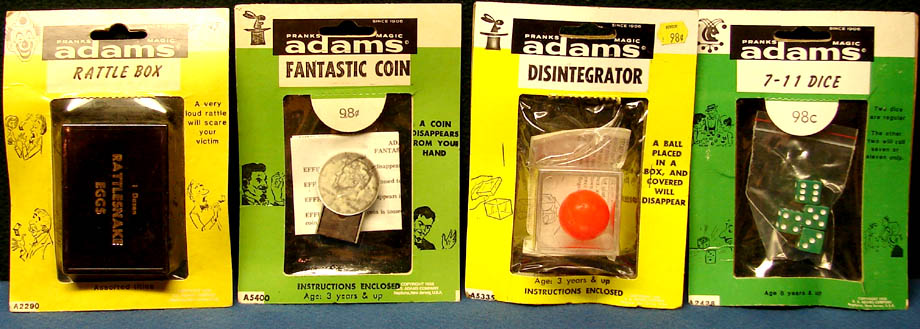 PRANKS MAGIC
adams
RATTLE BOX
A very
loud rattle
will scare
your
victim
1 Dozen
RATTLESNAKE
EGGS
Assorted titles
A2290
SINCE 1906
PRANKS MAGIC
adams©
FANTASTIC COIN
98¢
A COIN
DISAPPEARS
FROM YOUR
HAND
INSTRUCTIONS ENCLOSED
Age: 3 years & up
A5400
SINCE 1906
98¢
PRANKS MAGIC
adams©
DISINTEGRATOR
A BALL
PLACED
IN A
BOX, AND
COVERED
WILL
DISAPPEAR
Age: 3 years & up
INSTRUCTIONS ENCLOSED
A5335
SINCE 1906
PRANKS MAGIC
adams©
7-11 DICE
98c
Two dice
are regular
The other
two will roll
seven or
eleven only.
Age 8 years & up